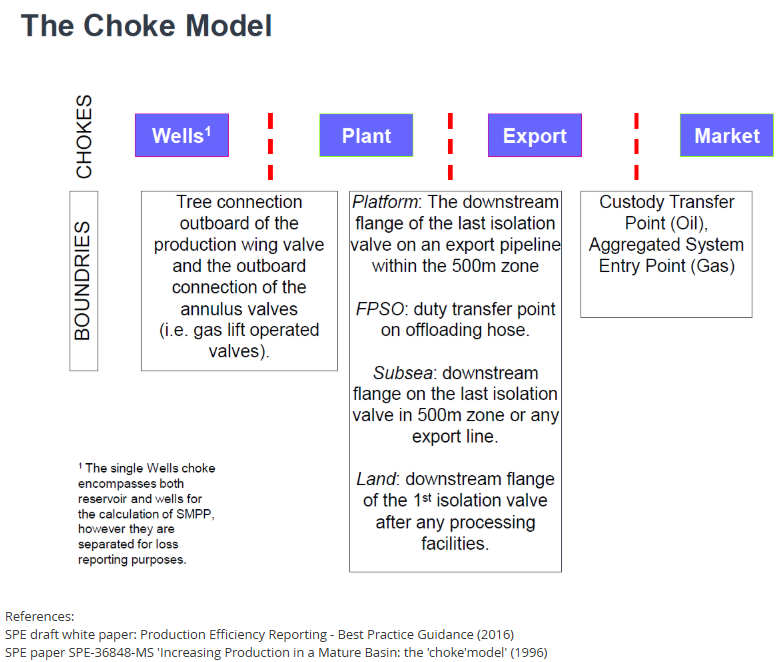 The Choke Model
CHOKES
Wells¹
Plant
Export
Market
BOUNDRIES
Tree connection
outboard of the
production wing valve
and the outboard
connection of the
annulus valves
(i.e. gas lift operated
valves).
Platform: The downstream
flange of the last isolation
valve on an export pipeline
within the 500m zone
FPSO: duty transfer point
on offloading hose.
Subsea: downstream
flange on the last isolation
valve in 500m zone or any
export line.
Land: downstream flange
of the 1st isolation valve
after any processing
facilities.
Custody Transfer
Point (Oil),
Aggregated System
Entry Point (Gas)
¹ The single Wells choke
encompasses both
reservoir and wells for
the calculation of SMPP,
however they are
separated for loss
reporting purposes.
References:
SPE draft white paper: Production Efficiency Reporting - Best Practice Guidance (2016)
SPE paper SPE-36848-MS 'Increasing Production in a Mature Basin: the 'choke'model' (1996)